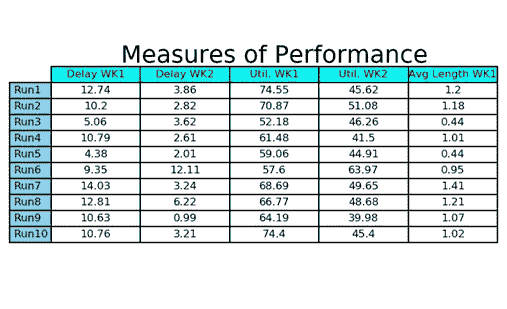 Measures of Performance
Delay WK1 Delay WK2 Util. WK1 Util. WK2 Avg Length WK1
Run1 12.74 3.86 74.55 45.62 1.2
Run2 10.2 2.82 70.87 51.08 1.18
Run3 5.06 3.62 52.18 46.26 0.44
Run4 10.79 2.61 61.48 41.5 1.01
Run5 4.38 2.01 59.06 44.91 0.44
Run6 9.35 12.11 57.6 63.97 0.95
Run7 14.03 3.24 68.69 49.65 1.41
Run8 12.81 6.22 66.77 48.68 1.21
Run9 10.63 0.99 64.19 39.98 1.07
Run10 10.76 3.21 74.4 45.4 1.02